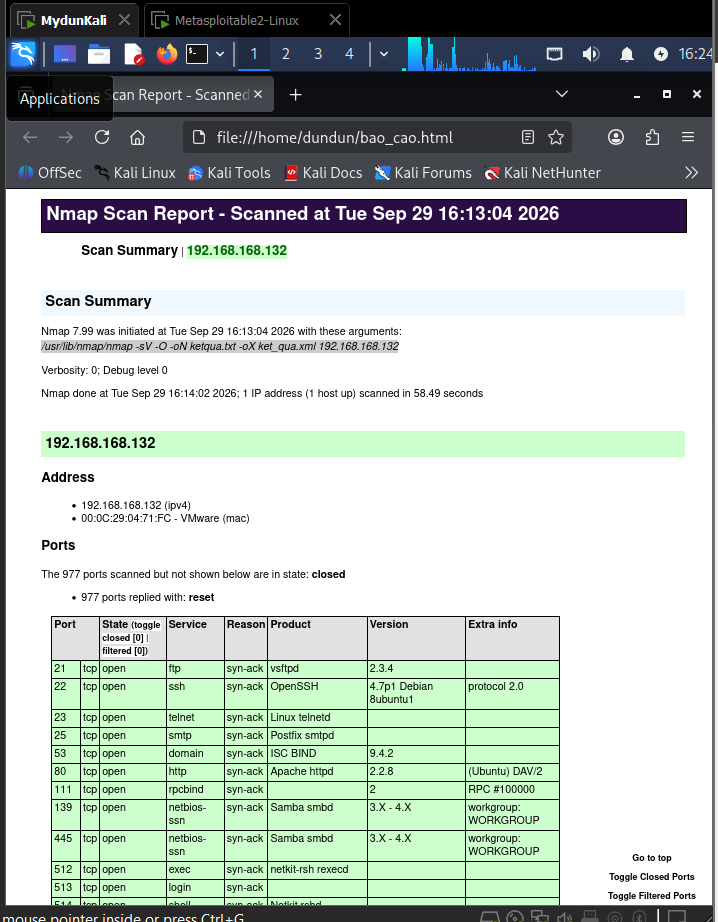 MydunKali
Metasploitable2-Linux
1 2 3 4
16:24
Applications
Nmap Scan Report - Scanned
file:///home/dundun/bao_cao.html
OffSec Kali Linux Kali Tools Kali Docs Kali Forums Kali NetHunter
Nmap Scan Report - Scanned at Tue Sep 29 16:13:04 2026
Scan Summary | 192.168.168.132
Scan Summary
Nmap 7.99 was initiated at Tue Sep 29 16:13:04 2026 with these arguments:
/usr/lib/nmap/nmap -sV -O -oN ketqua.txt -oX ket_qua.xml 192.168.168.132
Verbosity: 0; Debug level 0
Nmap done at Tue Sep 29 16:14:02 2026; 1 IP address (1 host up) scanned in 58.49 seconds
192.168.168.132
Address
192.168.168.132 (ipv4)
00:0C:29:04:71:FC - VMware (mac)
Ports
The 977 ports scanned but not shown below are in state: closed
977 ports replied with: reset
Port State (toggle closed [0] | filtered [0]) Service Reason Product Version Extra info
21 tcp open ftp syn-ack vsftpd 2.3.4
22 tcp open ssh syn-ack OpenSSH 4.7p1 Debian 8ubuntu1 protocol 2.0
23 tcp open telnet syn-ack Linux telnetd
25 tcp open smtp syn-ack Postfix smtpd
53 tcp open domain syn-ack ISC BIND 9.4.2
80 tcp open http syn-ack Apache httpd 2.2.8 (Ubuntu) DAV/2
111 tcp open rpcbind syn-ack 2 RPC #100000
139 tcp open netbios-ssn syn-ack Samba smbd 3.X - 4.X workgroup: WORKGROUP
445 tcp open netbios-ssn syn-ack Samba smbd 3.X - 4.X workgroup: WORKGROUP
512 tcp open exec syn-ack netkit-rsh rexecd
513 tcp open login syn-ack
514 tcp open shell syn-ack Netkit rshd
Go to top
Toggle Closed Ports
Toggle Filtered Ports
mouse pointer inside or press Ctrl+G